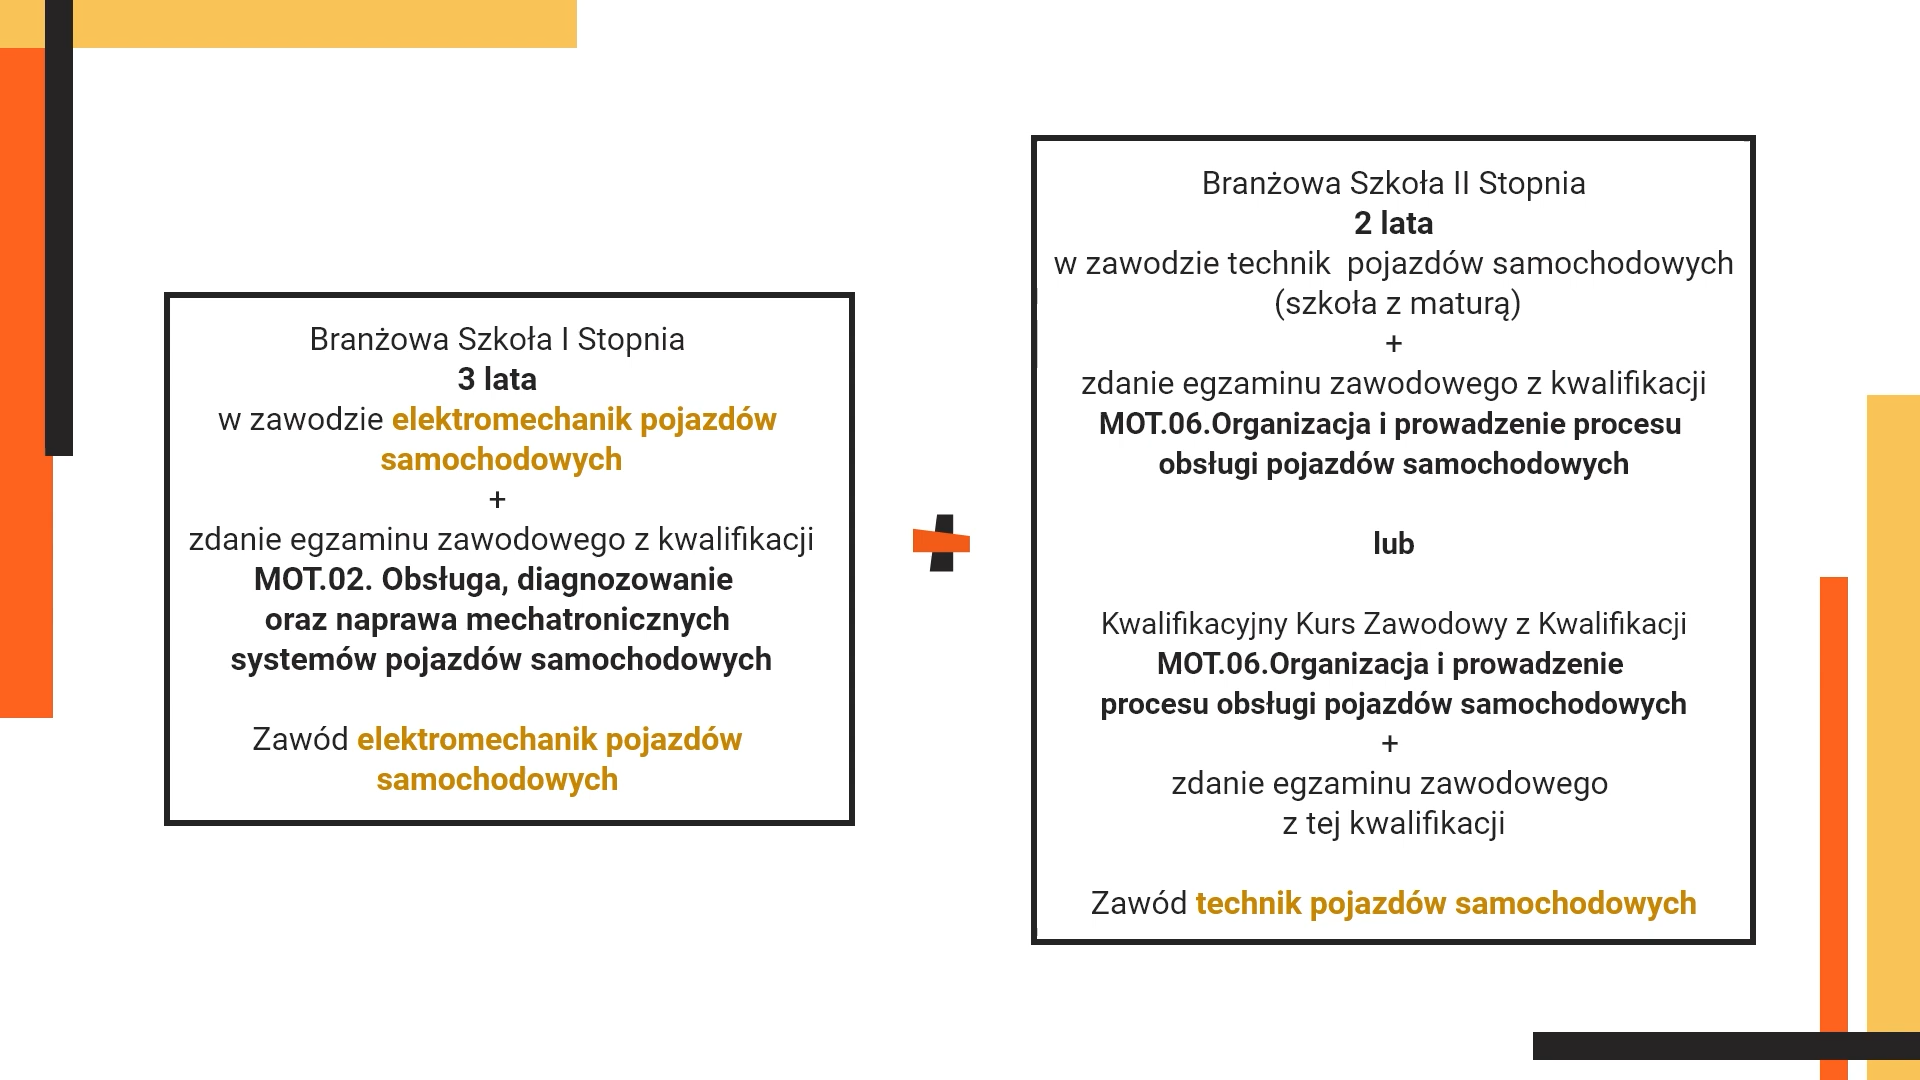 Branżowa Szkoła I Stopnia
3 lata
w zawodzie elektromechanik pojazdów
samochodowych
+
zdanie egzaminu zawodowego z kwalifikacji
MOT.02. Obsługa, diagnozowanie
oraz naprawa mechatronicznych
systemów pojazdów samochodowych
Zawód elektromechanik pojazdów
samochodowych
Branżowa Szkoła II Stopnia
2 lata
w zawodzie technik  pojazdów samochodowych
(szkoła z maturą)
+
zdanie egzaminu zawodowego z kwalifikacji
MOT.06.Organizacja i prowadzenie procesu
obsługi pojazdów samochodowych
lub
Kwalifikacyjny Kurs Zawodowy z Kwalifikacji
MOT.06.Organizacja i prowadzenie
procesu obsługi pojazdów samochodowych
+
zdanie egzaminu zawodowego
z tej kwalifikacji
Zawód technik pojazdów samochodowych